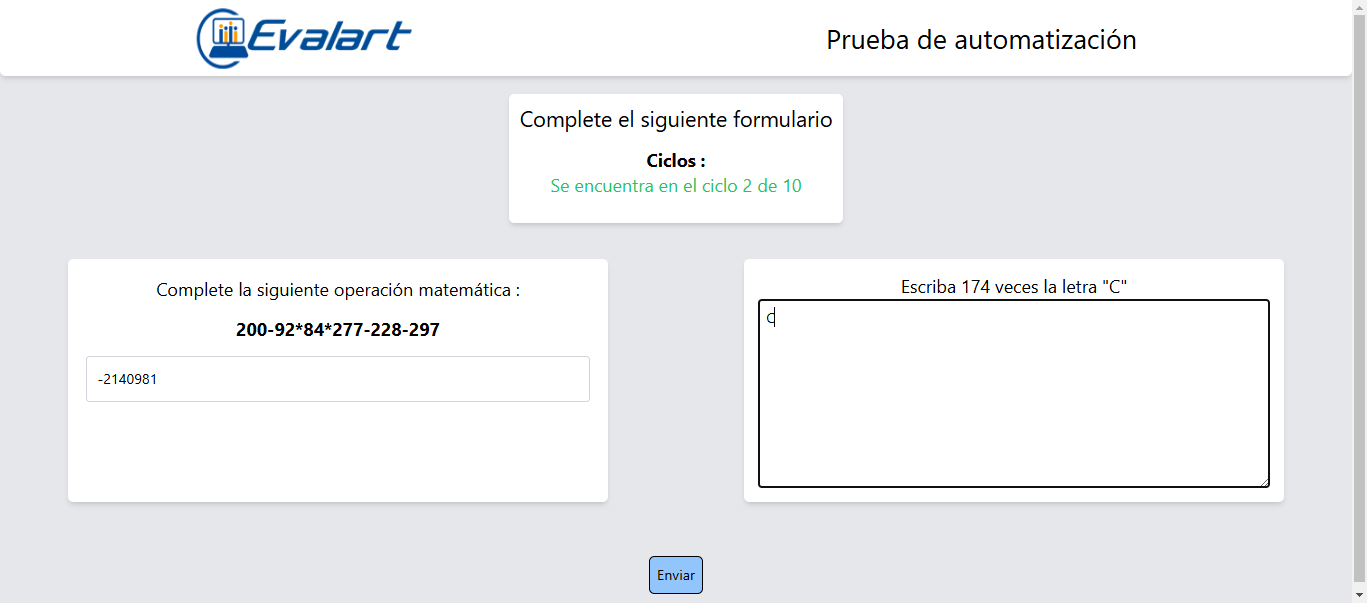 Evalart
Prueba de automatización
Complete el siguiente formulario
Ciclos :
Se encuentra en el ciclo 2 de 10
Complete la siguiente operación matemática :
200-92*84*277-228-297
-2140981
Escriba 174 veces la letra "C"
C
Enviar